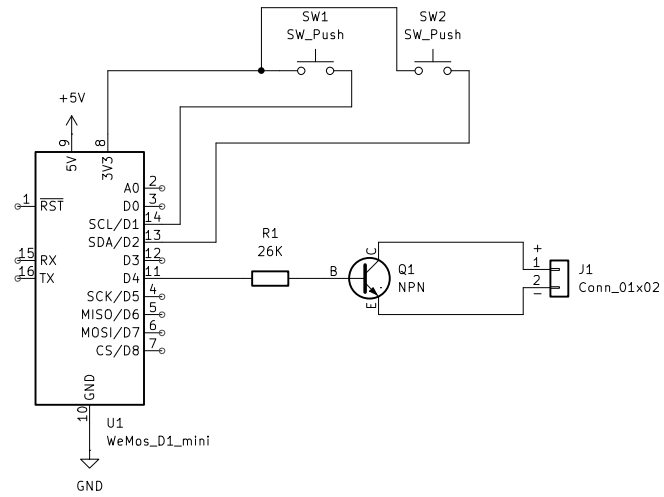 SW1
SW_Push
SW2
SW_Push
+5V
9
8
5V
3V3
A0
2
D0
3
1
RST
SCL/D1
14
SDA/D2
13
15
RX
D3
12
16
TX
D4
11
SCK/D5
4
MISO/D6
5
MOSI/D7
6
CS/D8
7
GND
10
U1
WeMos_D1_mini
GND
R1
26K
B
C
E
Q1
NPN
+
1
2
−
J1
Conn_01x02